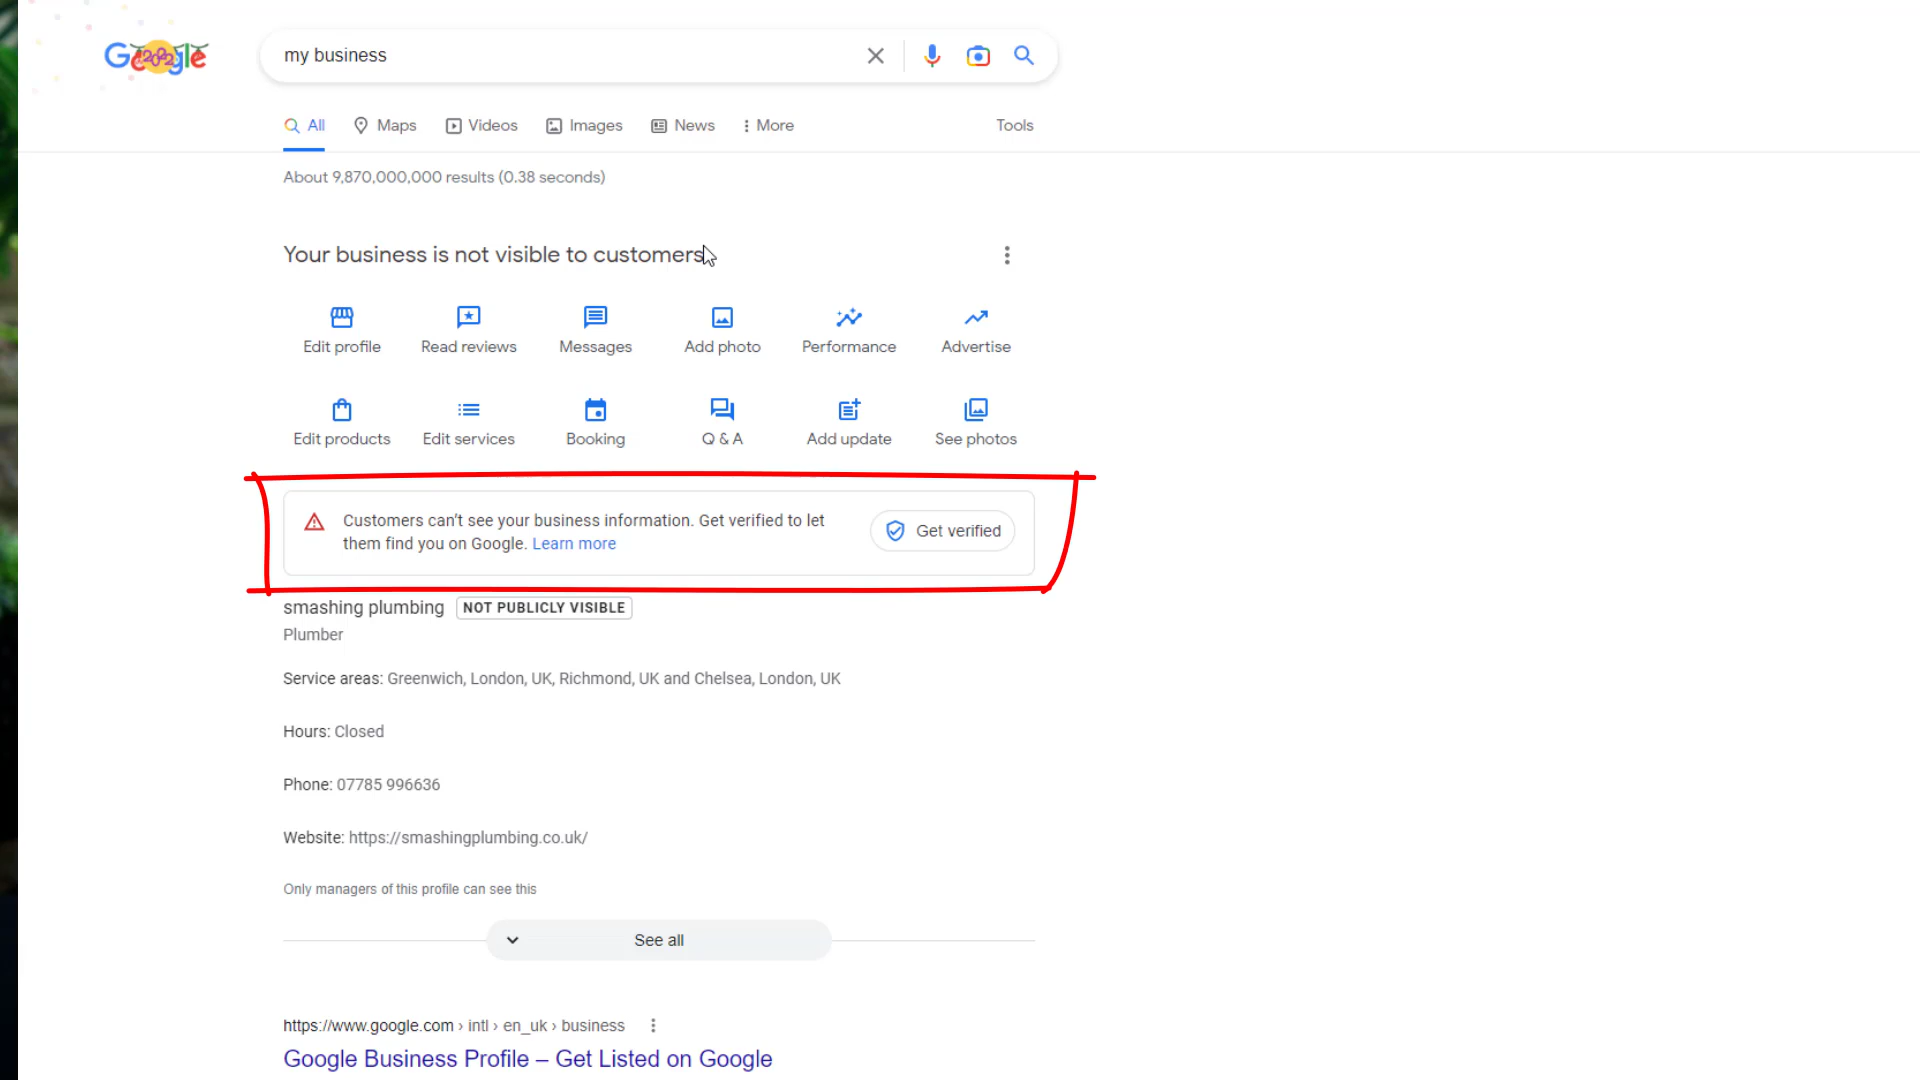 Google 2022
my business
All Maps Videos Images News More Tools
About 9,870,000,000 results (0.38 seconds)
Your business is not visible to customers
Edit profile Read reviews Messages Add photo Performance Advertise
Edit products Edit services Booking Q & A Add update See photos
Customers can't see your business information. Get verified to let
them find you on Google. Learn more
Get verified
smashing plumbing NOT PUBLICLY VISIBLE
Plumber
Service areas: Greenwich, London, UK, Richmond, UK and Chelsea, London, UK
Hours: Closed
Phone: 07785 996636
Website: https://smashingplumbing.co.uk/
Only managers of this profile can see this
See all
https://www.google.com › intl › en_uk › business
Google Business Profile – Get Listed on Google